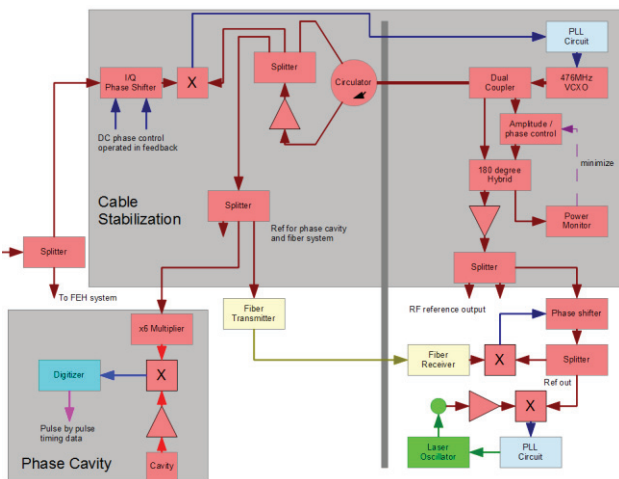 PLL
Circuit
I/Q
Phase Shifter
X
Splitter
Circulator
Dual
Coupler
476MHz
VCXO
DC phase control
operated in feedback
Amplitude /
phase control
minimize
180 degree
Hybrid
Cable
Stabilization
Splitter
Ref for phase cavity
and fiber system
Power
Monitor
Splitter
Splitter
To FEH system
RF reference output
x6 Multiplier
Fiber
Transmitter
Phase shifter
Digitizer
X
Fiber
Receiver
X
Splitter
Ref out
Pulse by pulse
timing data
X
Phase Cavity
Cavity
Laser
Oscillator
PLL
Circuit